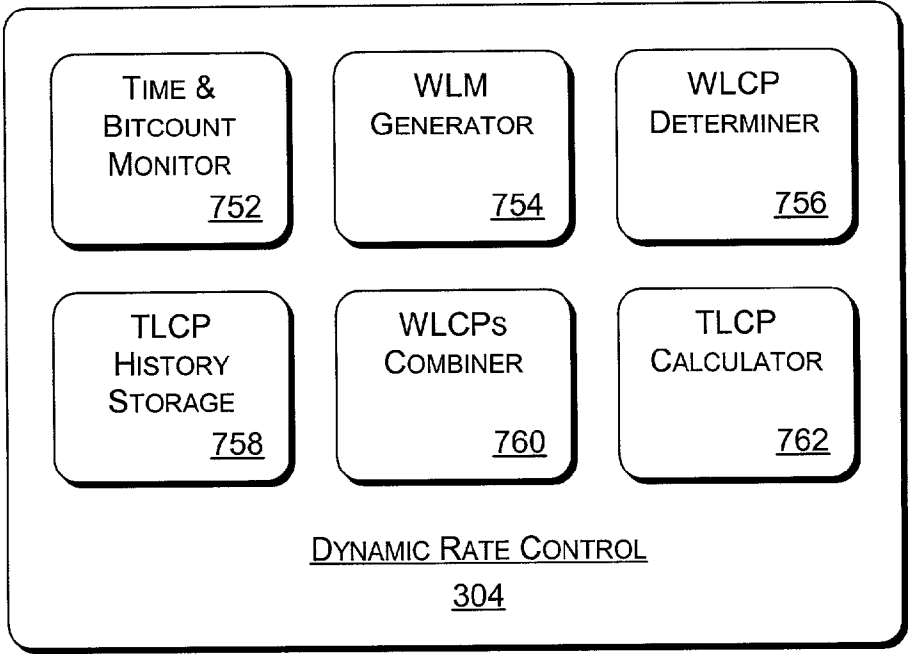 TIME &
BITCOUNT
MONITOR
752
WLM
GENERATOR
754
WLCP
DETERMINER
756
TLCP
HISTORY
STORAGE
758
WLCPS
COMBINER
760
TLCP
CALCULATOR
762
DYNAMIC RATE CONTROL
304